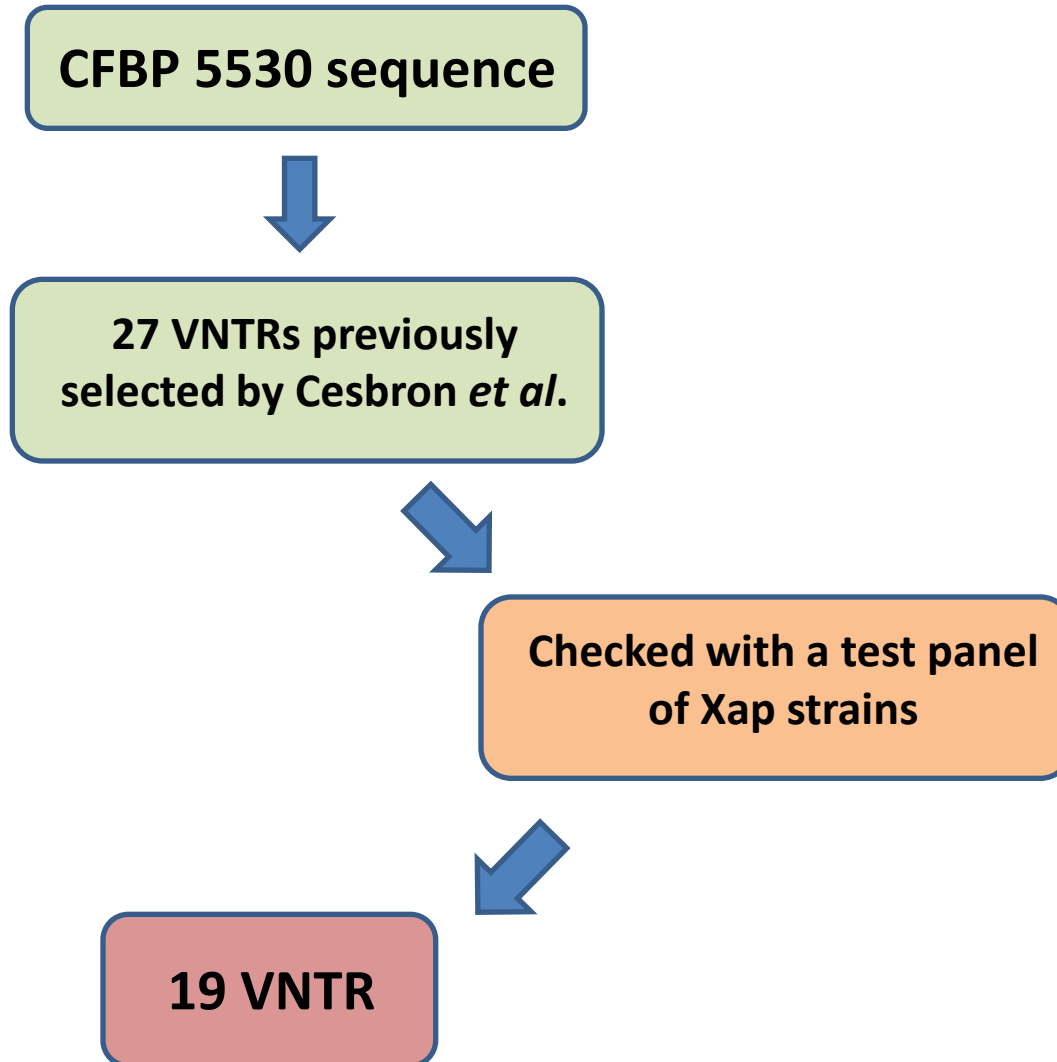 CFBP 5530 sequence
27 VNTRs previously
selected by Cesbron et al.
Checked with a test panel
of Xap strains
19 VNTR